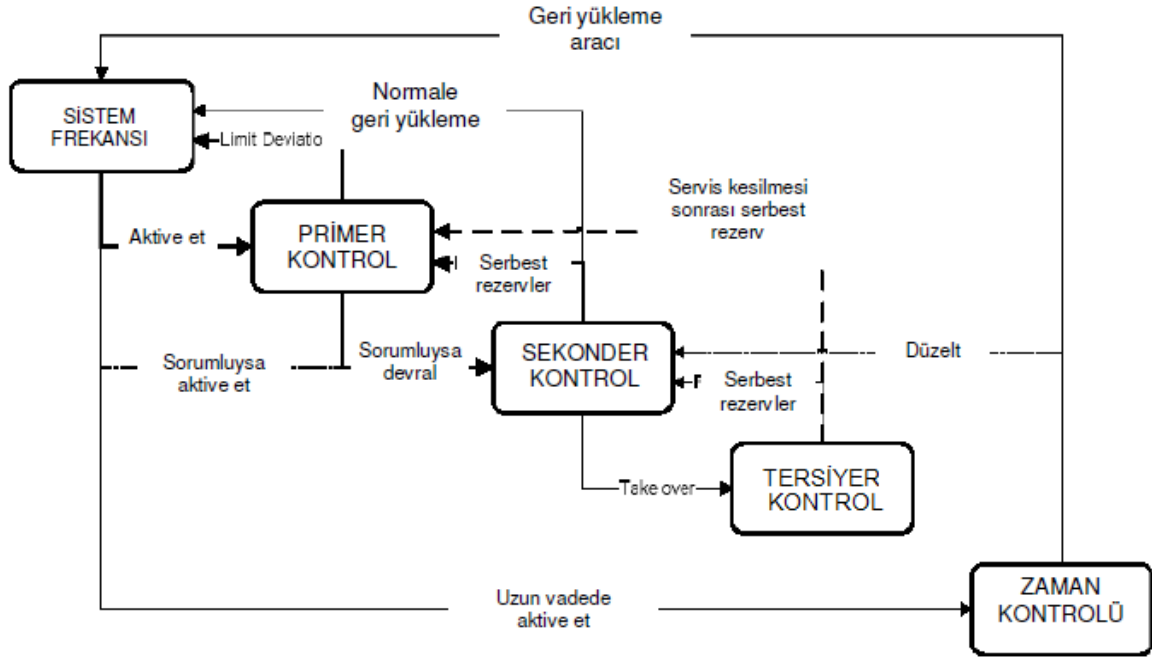 Geri yükleme
aracı
SİSTEM
FREKANSI
Normale
geri yükleme
Limit Deviatio
Servis kesilmesi
sonrası serbest
rezerv
Aktive et
PRİMER
KONTROL
Serbest
rezervler
Sorumluysa
aktive et
Sorumluysa
devral
SEKONDER
KONTROL
Düzelt
F Serbest
rezervler
Take over
TERSİYER
KONTROL
Uzun vadede
aktive et
ZAMAN
KONTROLÜ